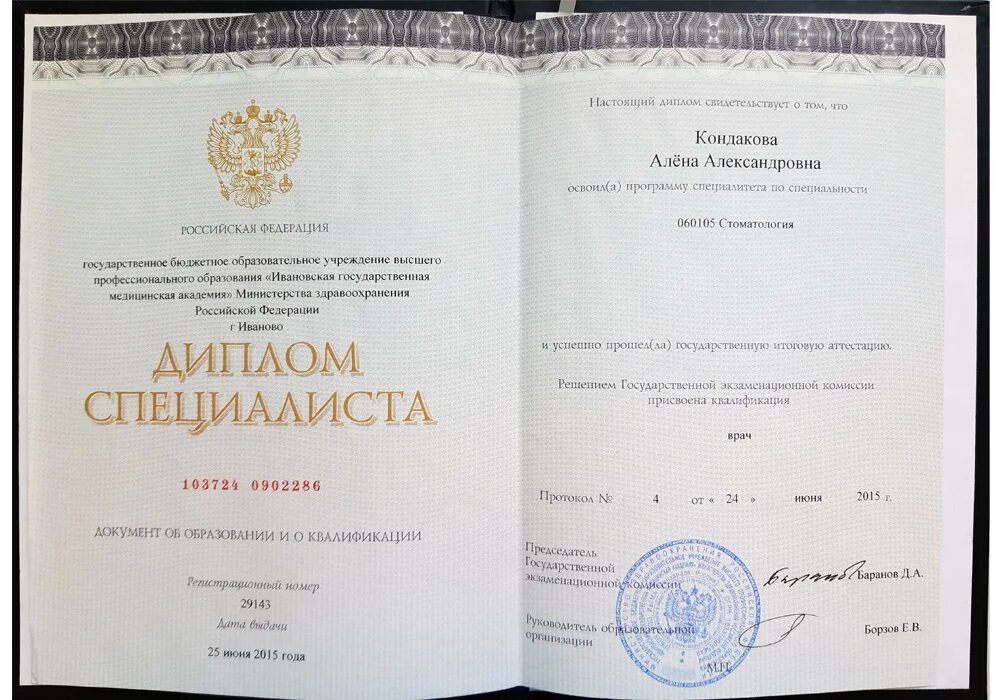 РОССИЙСКАЯ ФЕДЕРАЦИЯ
государственное бюджетное образовательное учреждение высшего
профессионального образования «Ивановская государственная
медицинская академия» Министерства здравоохранения
Российской Федерации
г Иваново
ДИПЛОМ
СПЕЦИАЛИСТА
103724 0902286
ДОКУМЕНТ ОБ ОБРАЗОВАНИИ И О КВАЛИФИКАЦИИ
Регистрационный номер
29143
Дата выдачи
25 июня 2015 года
Настоящий диплом свидетельствует о том, что
Кондакова
Алёна Александровна
освоил(а) программу специалитета по специальности
060105 Стоматология
и успешно прошел(ла) государственную итоговую аттестацию.
Решением Государственной экзаменационной комиссии
присвоена квалификация
врач
Протокол № 4 от « 24 » июня 2015 г.
Председатель
Государственной
экзаменационной комиссии
Баранов Д.А.
Руководитель образовательной
организации
Борзов Е.В.
М.П.